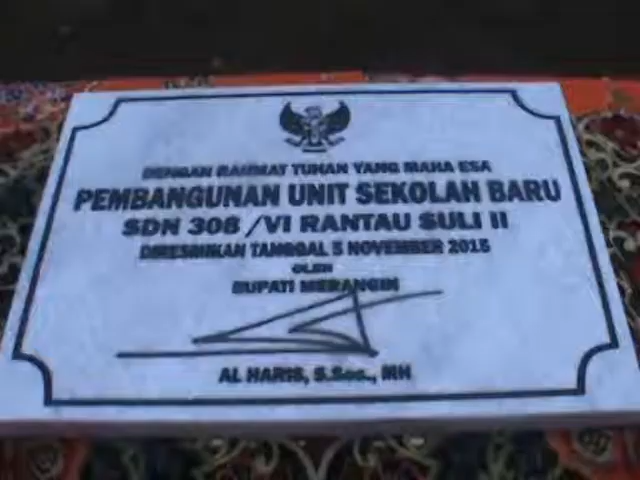 DENGAN RAHMAT TUHAN YANG MAHA ESA
PEMBANGUNAN UNIT SEKOLAH BARU
SDN 308 /VI RANTAU SULI II
DIRESMIKAN TANGGAL 5 NOVEMBER 2015
OLEH
BUPATI MERANGIN
AL HARIS, S.Sos., MH